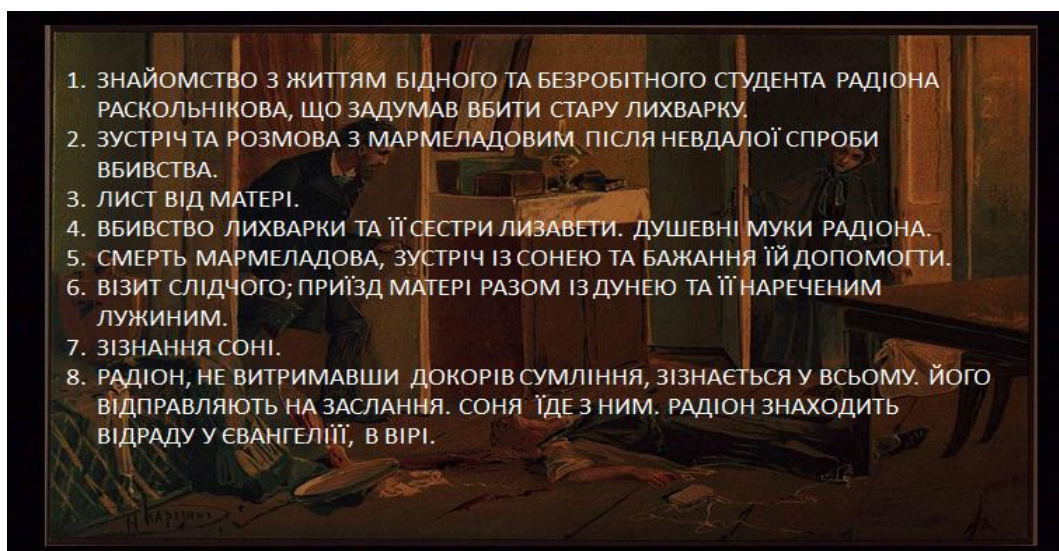 1. ЗНАЙОМСТВО З ЖИТТЯМ БІДНОГО ТА БЕЗРОБІТНОГО СТУДЕНТА РАДІОНА
РАСКОЛЬНІКОВА, ЩО ЗАДУМАВ ВБИТИ СТАРУ ЛИХВАРКУ.
2. ЗУСТРІЧ ТА РОЗМОВА З МАРМЕЛАДОВИМ ПІСЛЯ НЕВДАЛОЇ СПРОБИ
ВБИВСТВА.
3. ЛИСТ ВІД МАТЕРІ.
4. ВБИВСТВО ЛИХВАРКИ ТА ЇЇ СЕСТРИ ЛИЗАВЕТИ. ДУШЕВНІ МУКИ РАДІОНА.
5. СМЕРТЬ МАРМЕЛАДОВА, ЗУСТРІЧ ІЗ СОНЕЮ ТА БАЖАННЯ ЇЙ ДОПОМОГТИ.
6. ВІЗИТ СЛІДЧОГО; ПРИЇЗД МАТЕРІ РАЗОМ ІЗ ДУНЕЮ ТА ЇЇ НАРЕЧЕНИМ
ЛУЖИНИМ.
7. ЗІЗНАННЯ СОНІ.
8. РАДІОН, НЕ ВИТРИМАВШИ ДОКОРІВ СУМЛІННЯ, ЗІЗНАЄТЬСЯ У ВСЬОМУ. ЙОГО
ВІДПРАВЛЯЮТЬ НА ЗАСЛАННЯ. СОНЯ ЇДЕ З НИМ. РАДІОН ЗНАХОДИТЬ
ВІДРАДУ У ЄВАНГЕЛІЇЇ, В ВІРІ.